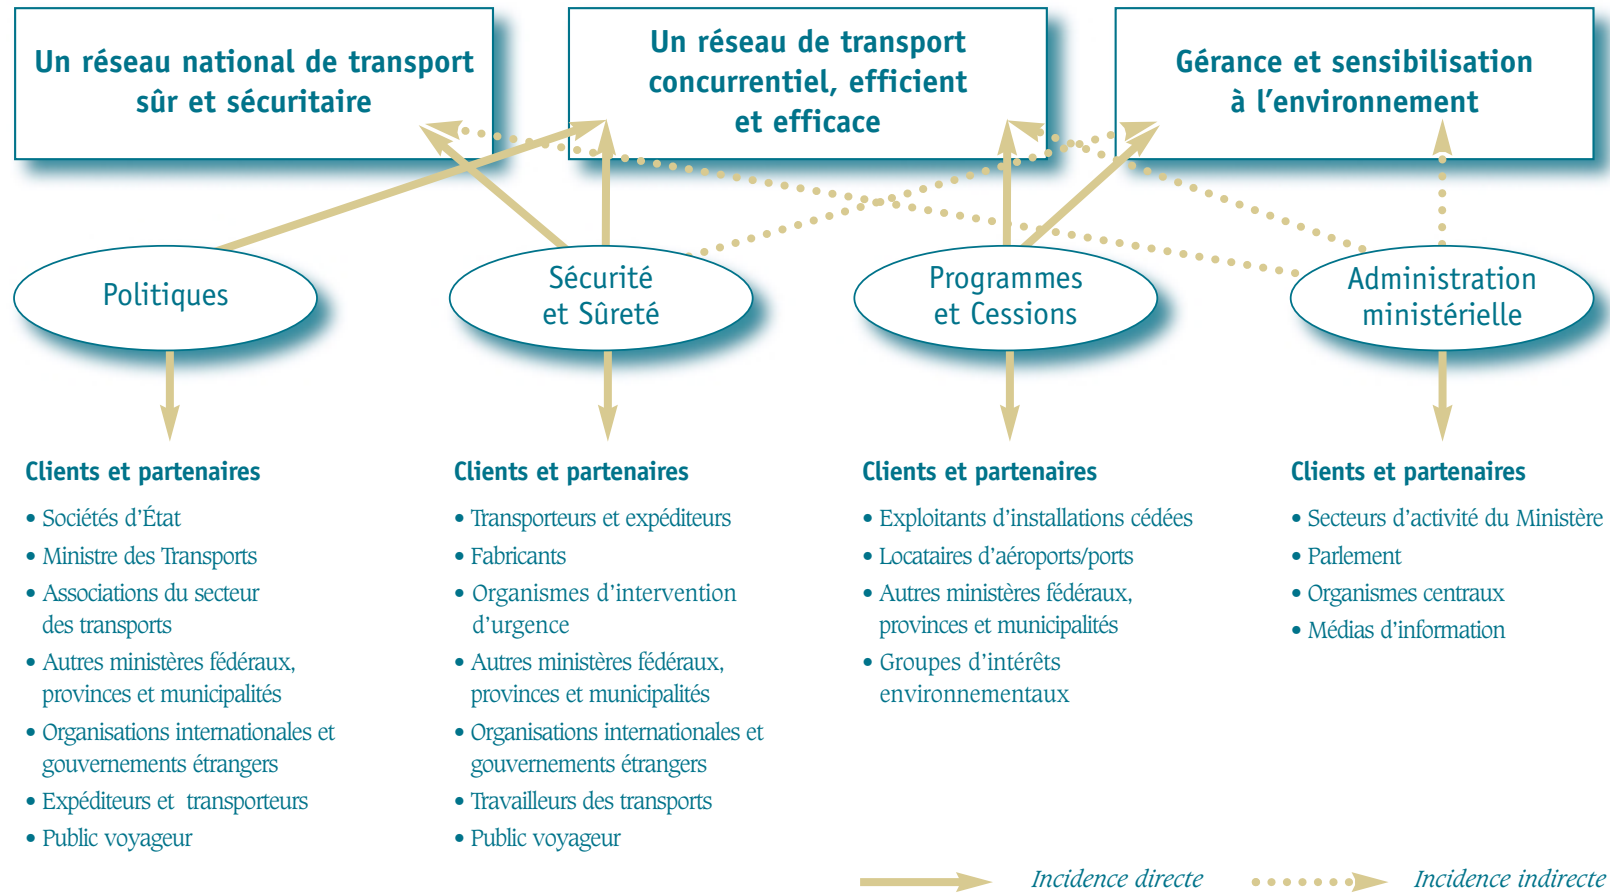 Un réseau national de transport
sûr et sécuritaire
Un réseau de transport
concurrentiel, efficient
et efficace
Gérance et sensibilisation
à l’environnement
Politiques
Sécurité
et Sûreté
Programmes
et Cessions
Administration
ministérielle
Clients et partenaires
• Sociétés d’État
• Ministre des Transports
• Associations du secteur
des transports
• Autres ministères fédéraux,
provinces et municipalités
• Organisations internationales et
gouvernements étrangers
• Expéditeurs et transporteurs
• Public voyageur
Clients et partenaires
• Transporteurs et expéditeurs
• Fabricants
• Organismes d’intervention
d’urgence
• Autres ministères fédéraux,
provinces et municipalités
• Organisations internationales et
gouvernements étrangers
• Travailleurs des transports
• Public voyageur
Clients et partenaires
• Exploitants d’installations cédées
• Locataires d’aéroports/ports
• Autres ministères fédéraux,
provinces et municipalités
• Groupes d’intérêts
environnementaux
Clients et partenaires
• Secteurs d’activité du Ministère
• Parlement
• Organismes centraux
• Médias d’information
Incidence directe
Incidence indirecte